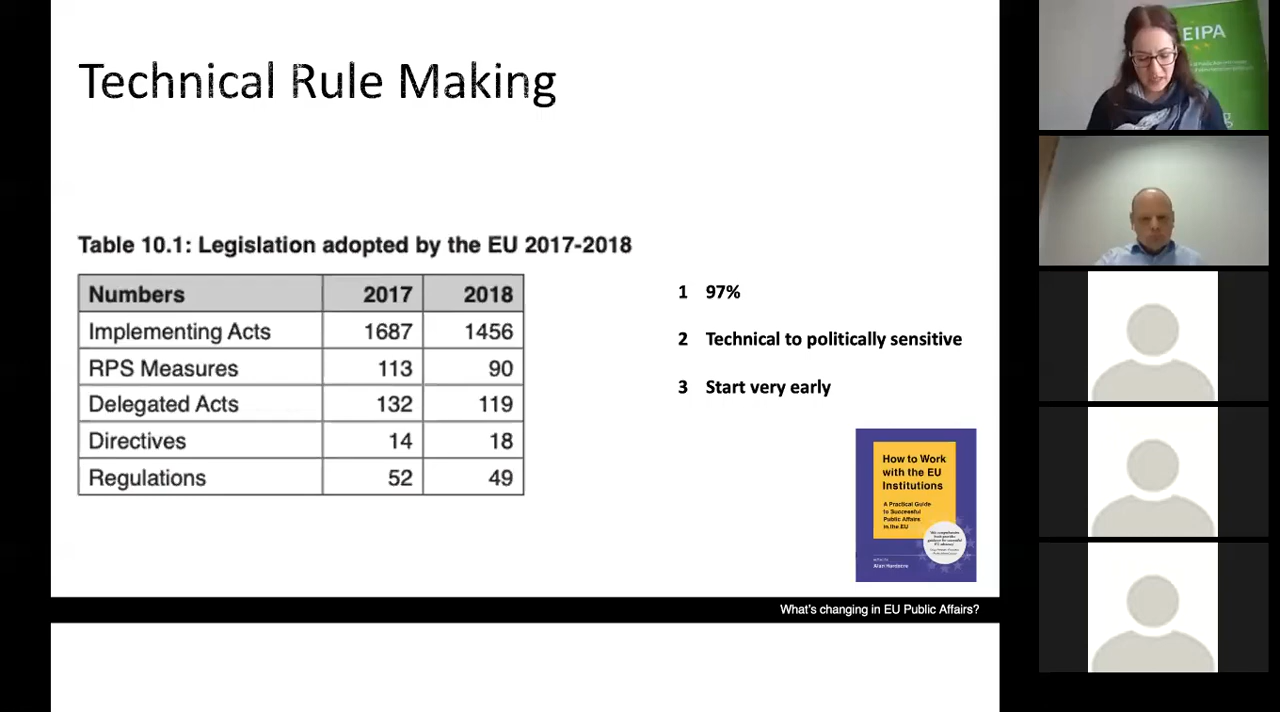 Technical Rule Making
Table 10.1: Legislation adopted by the EU 2017-2018
Numbers 2017 2018
Implementing Acts 1687 1456
RPS Measures 113 90
Delegated Acts 132 119
Directives 14 18
Regulations 52 49
1 97%
2 Technical to politically sensitive
3 Start very early
How to Work
with the EU
Institutions
A Practical Guide
to Successful
Public Affairs
in the EU
Alan Hardacre
What's changing in EU Public Affairs?
EIPA